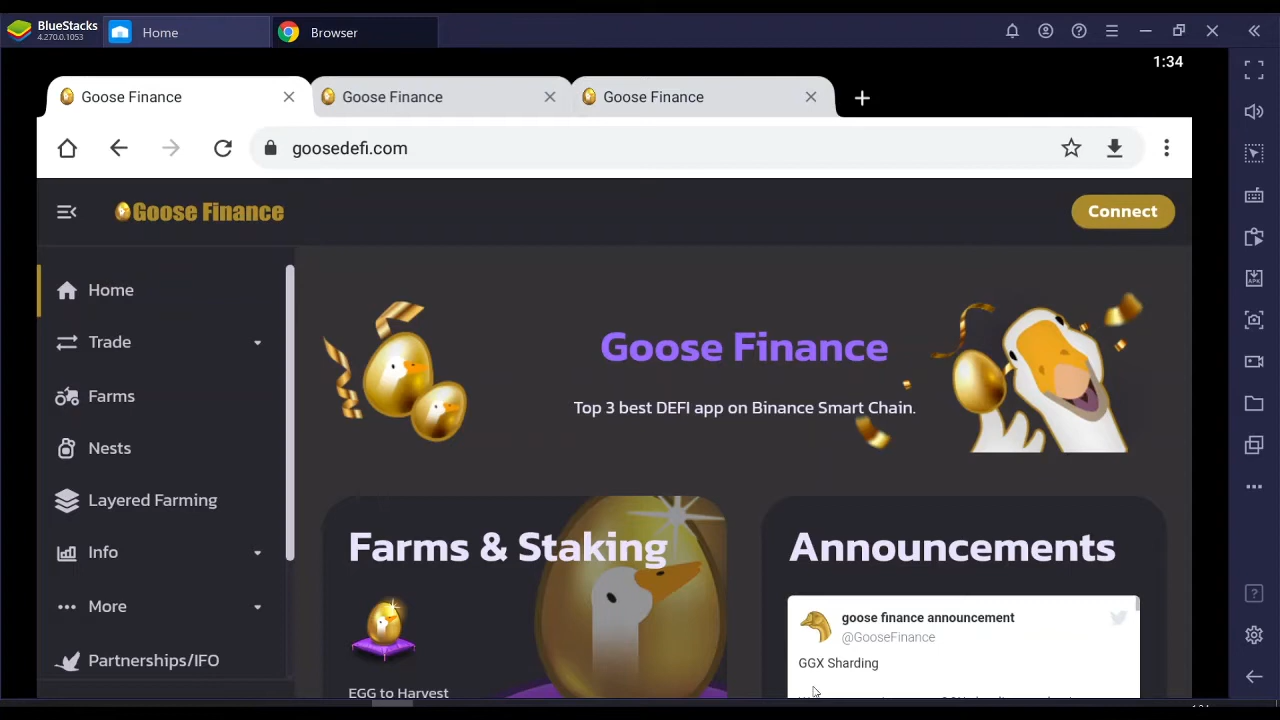 BlueStacks
4.270.0.1053
Home
Browser
1:34
Goose Finance
Goose Finance
Goose Finance
goosedefi.com
Goose Finance
Connect
Home
Trade
Farms
Nests
Layered Farming
Info
More
Partnerships/IFO
Goose Finance
Top 3 best DEFI app on Binance Smart Chain.
Farms & Staking
EGG to Harvest
Announcements
goose finance announcement
@GooseFinance
GGX Sharding